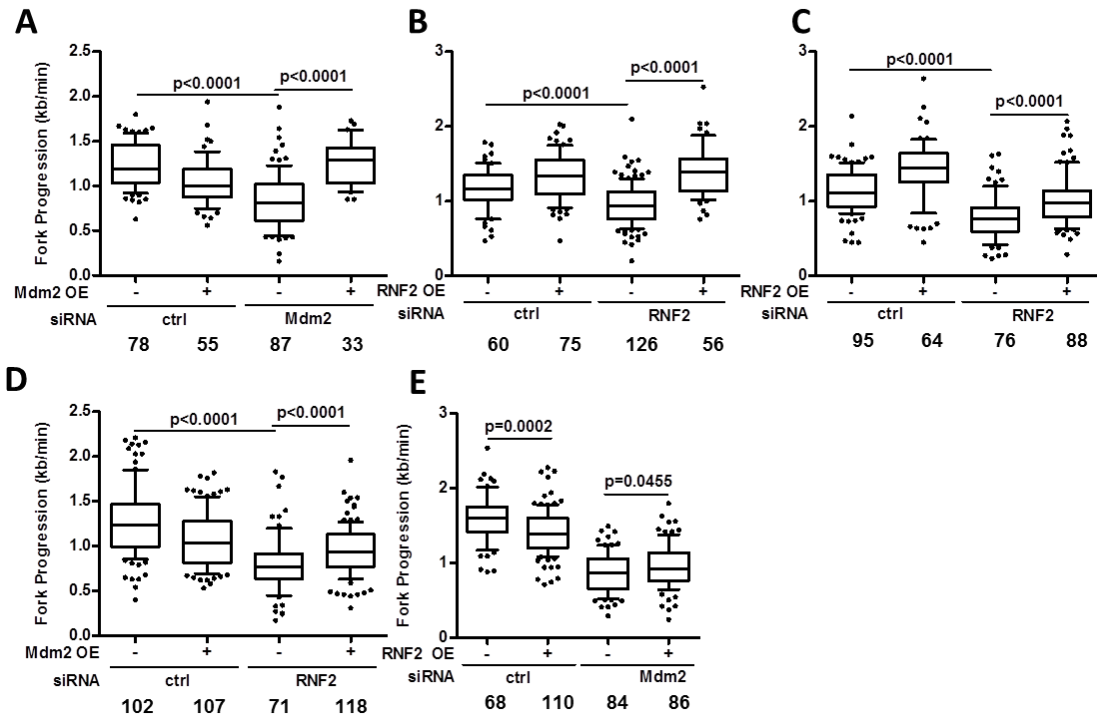 A
Fork Progression (kb/min)
2.5
2.0
1.5
1.0
0.5
0.0
p<0.0001
p<0.0001
Mdm2 OE - + - +
siRNA ctrl Mdm2
78 55 87 33
B
3
2
1
0
p<0.0001
p<0.0001
RNF2 OE - + - +
siRNA ctrl RNF2
60 75 126 56
C
3
2
1
0
p<0.0001
p<0.0001
RNF2 OE - + - +
siRNA ctrl RNF2
95 64 76 88
D
Fork Progression (kb/min)
2.5
2.0
1.5
1.0
0.5
0.0
p<0.0001
p<0.0001
Mdm2 OE - + - +
siRNA ctrl RNF2
102 107 71 118
E
Fork Progression (kb/min)
3
2
1
0
p=0.0002
p=0.0455
RNF2 OE - + - +
siRNA ctrl Mdm2
68 110 84 86